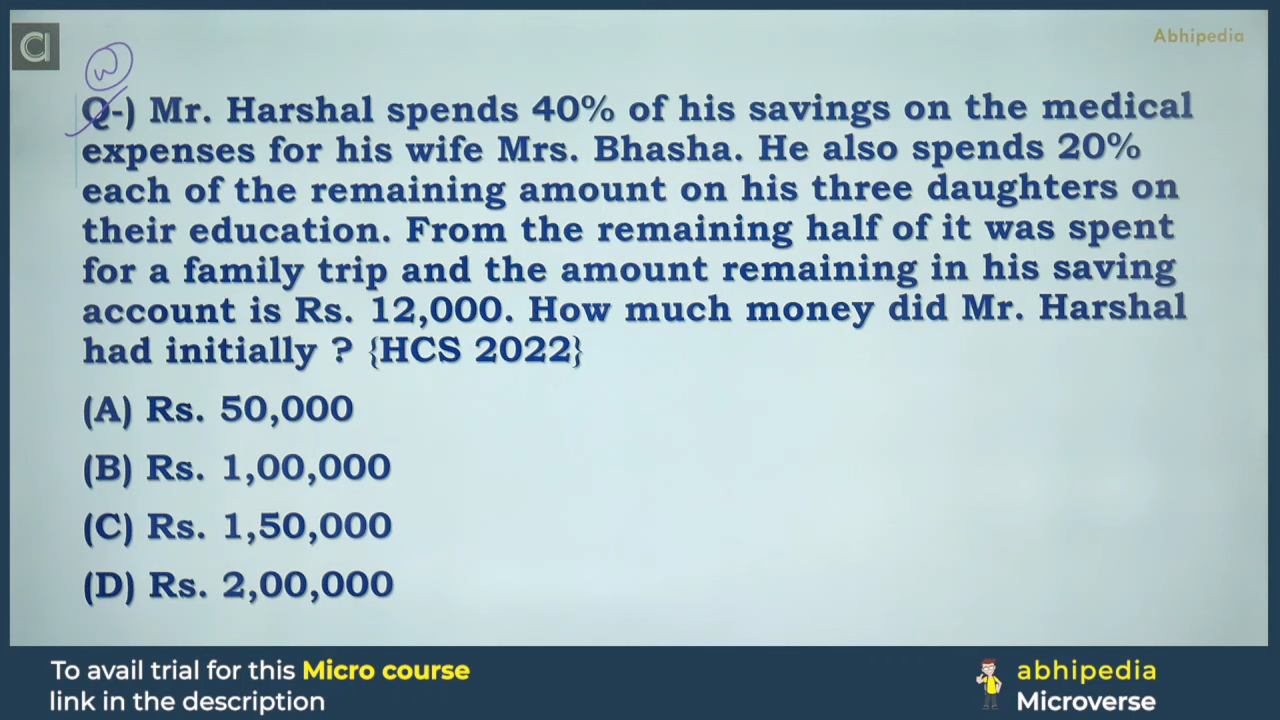 a
Abhipedia
w
Q-) Mr. Harshal spends 40% of his savings on the medical
expenses for his wife Mrs. Bhasha. He also spends 20%
each of the remaining amount on his three daughters on
their education. From the remaining half of it was spent
for a family trip and the amount remaining in his saving
account is Rs. 12,000. How much money did Mr. Harshal
had initially ? {HCS 2022}
(A) Rs. 50,000
(B) Rs. 1,00,000
(C) Rs. 1,50,000
(D) Rs. 2,00,000
To avail trial for this Micro course
link in the description
abhipedia
Microverse